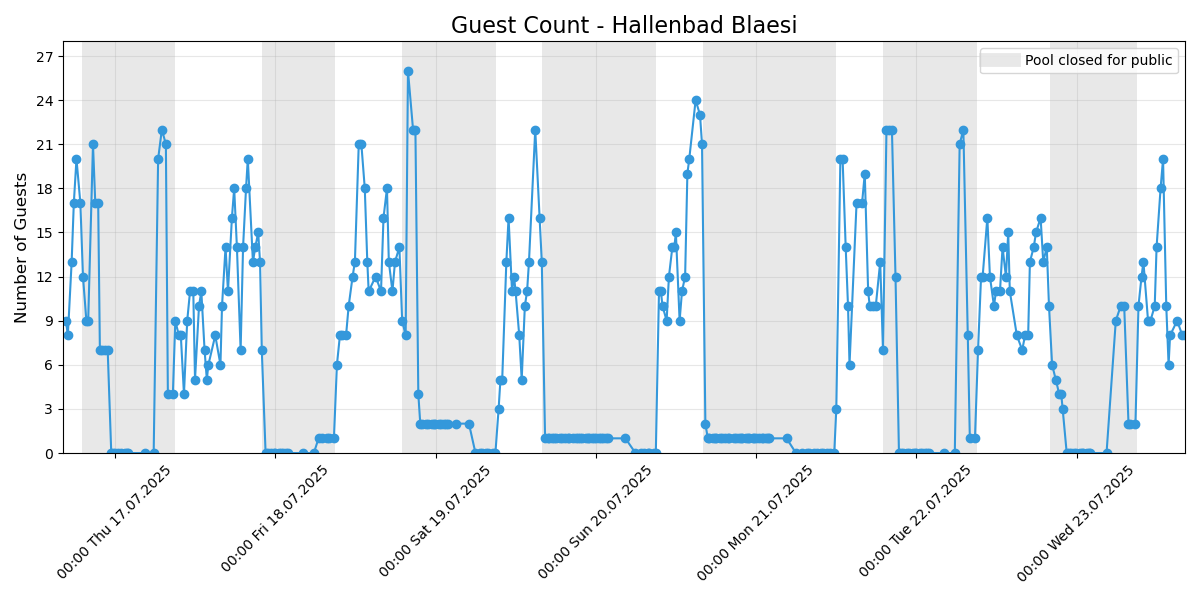 Guest Count - Hallenbad Blaesi
Pool closed for public
Number of Guests
27
24
21
18
15
12
9
6
3
0
00:00 Thu 17.07.2025
00:00 Fri 18.07.2025
00:00 Sat 19.07.2025
00:00 Sun 20.07.2025
00:00 Mon 21.07.2025
00:00 Tue 22.07.2025
00:00 Wed 23.07.2025